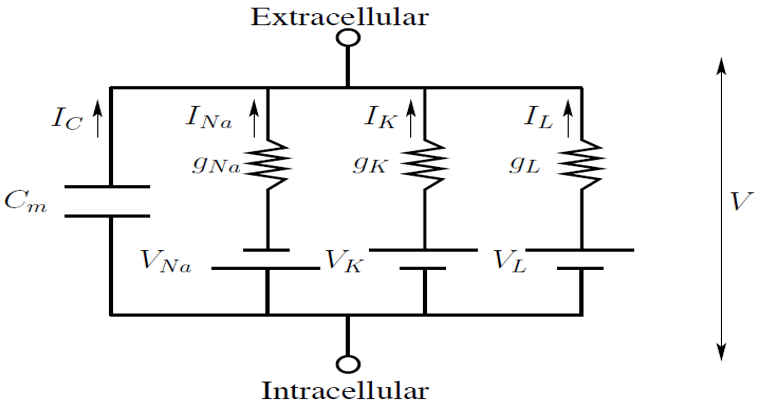 Extracellular
I_C I_Na I_K I_L
g_Na g_K g_L
C_m V
V_Na V_K V_L
Intracellular